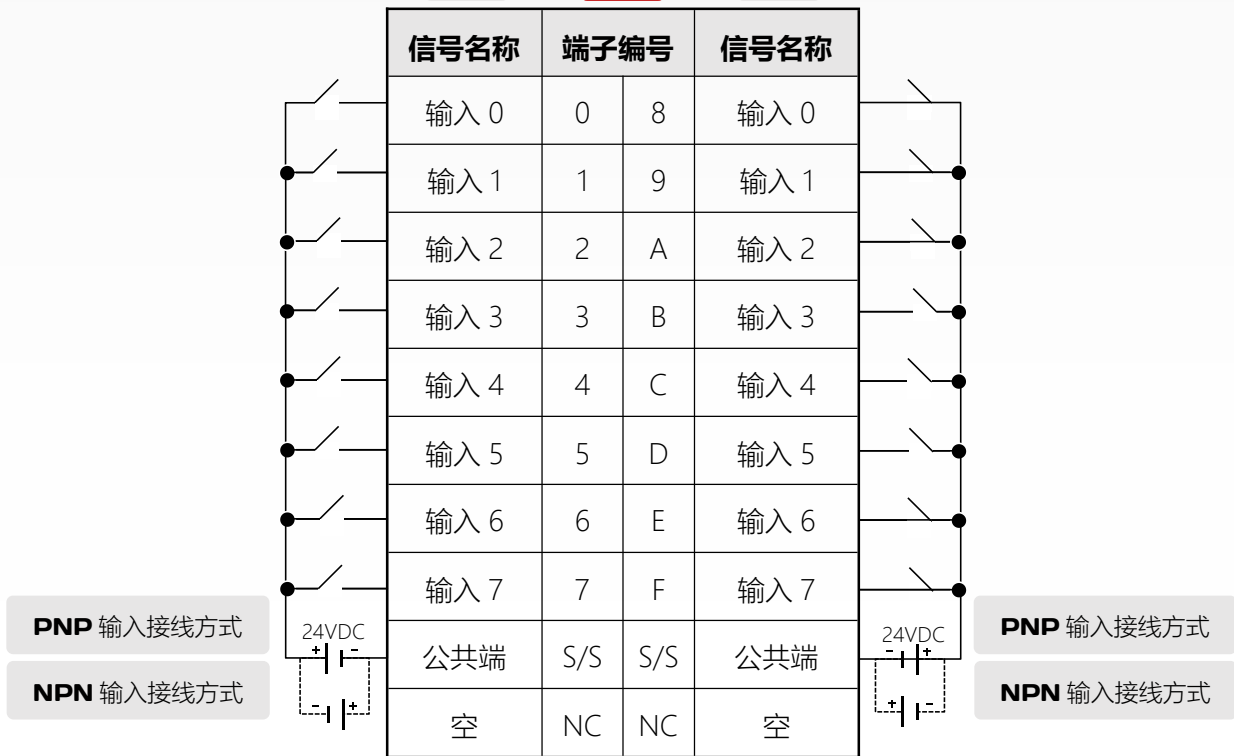 信号名称 端子编号 信号名称
输入 0 0 8 输入 0
输入 1 1 9 输入 1
输入 2 2 A 输入 2
输入 3 3 B 输入 3
输入 4 4 C 输入 4
输入 5 5 D 输入 5
输入 6 6 E 输入 6
输入 7 7 F 输入 7
PNP 输入接线方式 24VDC 公共端 S/S S/S 公共端 24VDC PNP 输入接线方式
+ - - +
NPN 输入接线方式 NPN 输入接线方式
- + + -
空 NC NC 空